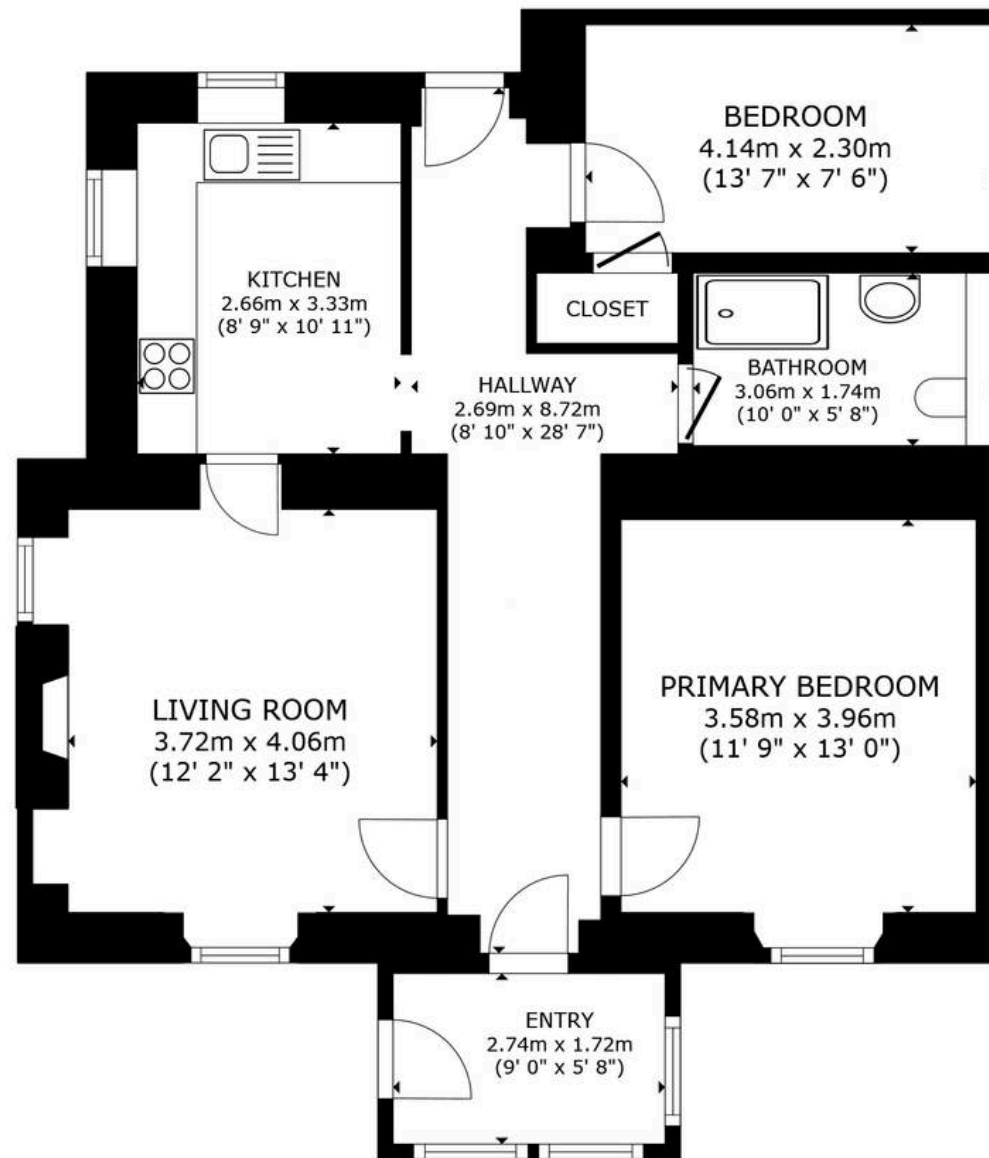 BEDROOM
4.14m x 2.30m
(13' 7" x 7' 6")
KITCHEN
2.66m x 3.33m
(8' 9" x 10' 11")
CLOSET
HALLWAY
2.69m x 8.72m
(8' 10" x 28' 7")
BATHROOM
3.06m x 1.74m
(10' 0" x 5' 8")
LIVING ROOM
3.72m x 4.06m
(12' 2" x 13' 4")
PRIMARY BEDROOM
3.58m x 3.96m
(11' 9" x 13' 0")
ENTRY
2.74m x 1.72m
(9' 0" x 5' 8")